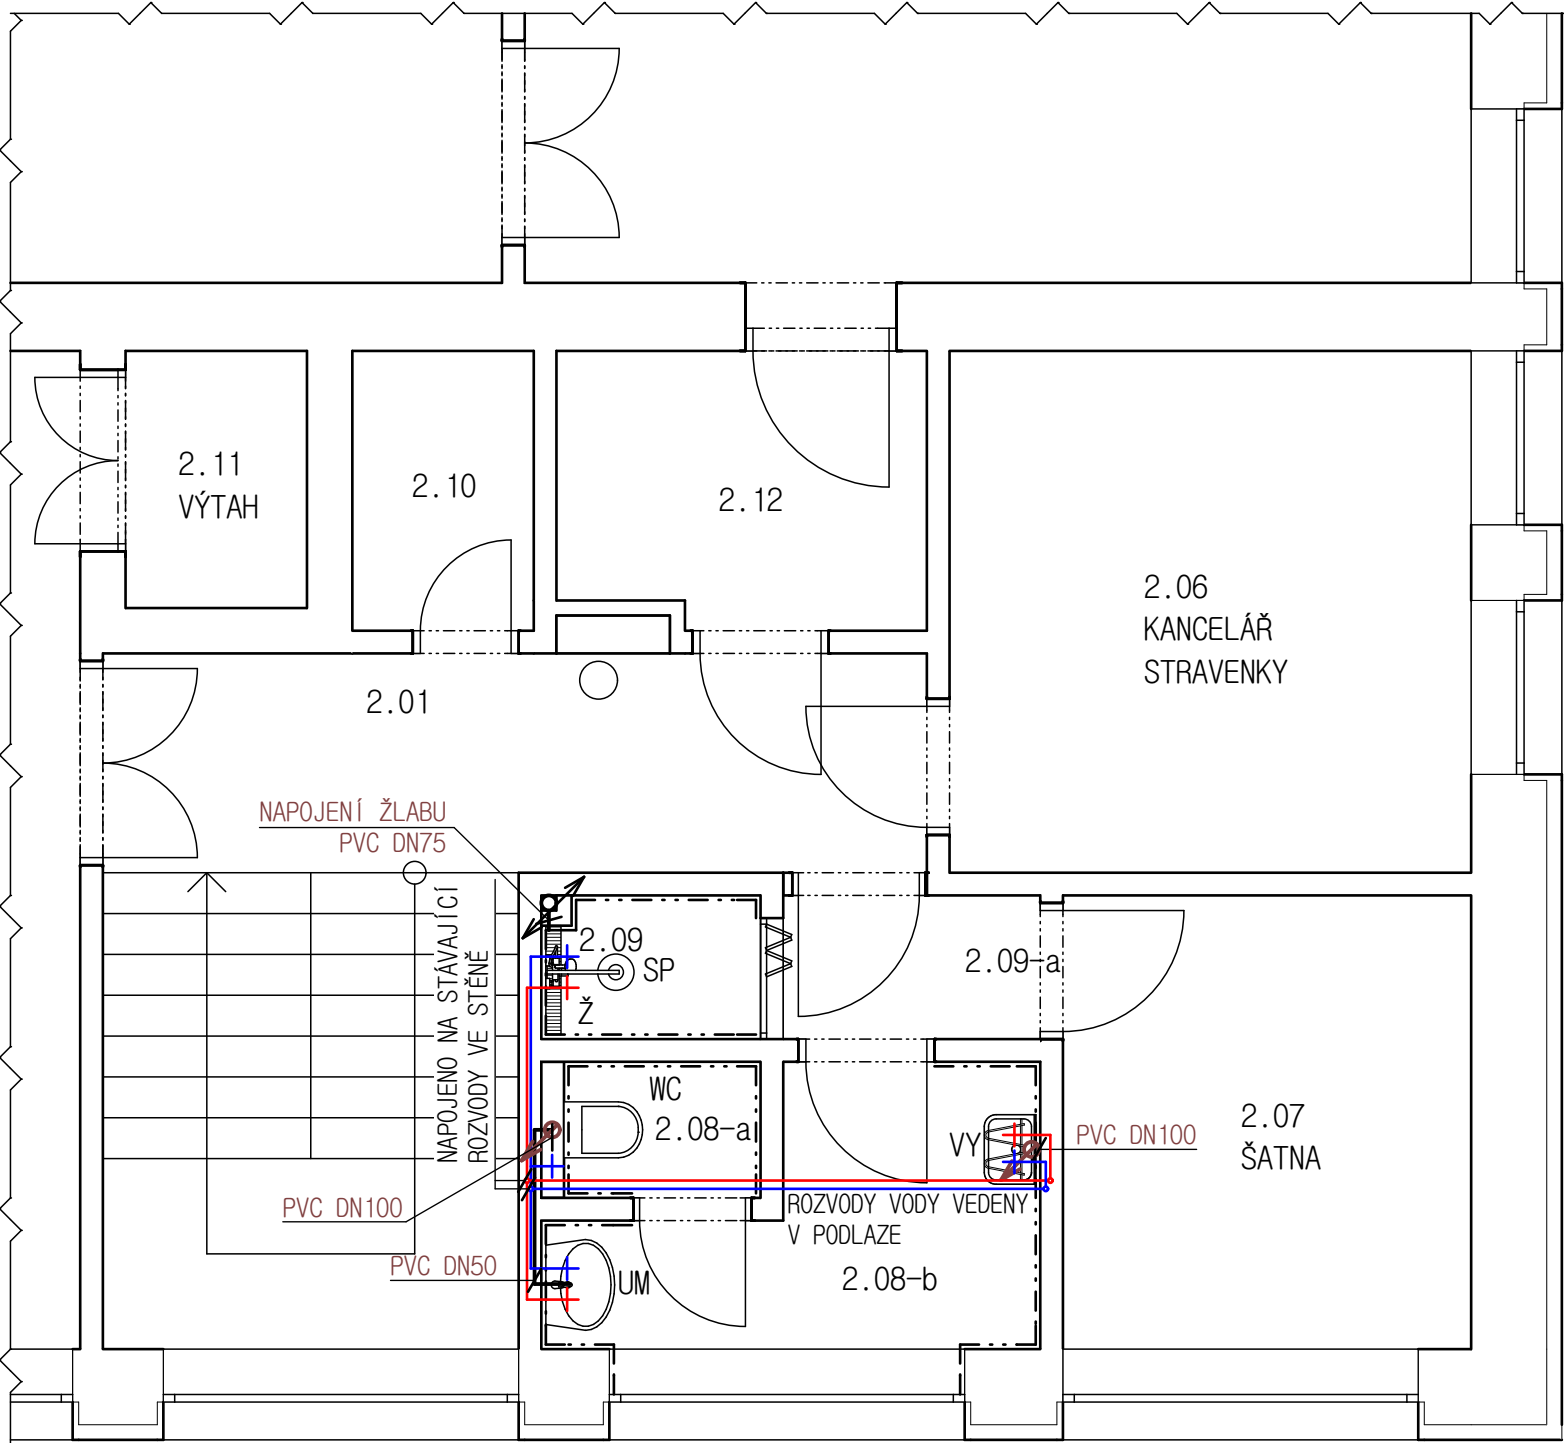 2.11
VÝTAH
2.10
2.12
2.06
KANCELÁŘ
STRAVENKY
2.01
NAPOJENÍ ŽLABU
PVC DN75
NAPOJENO NA STÁVAJÍCÍ
ROZVODY VE STĚNĚ
2.09
SP
Ž
2.09-a
WC
2.08-a
VY
PVC DN100
2.07
ŠATNA
PVC DN100
ROZVODY VODY VEDENY
V PODLAZE
PVC DN50
UM
2.08-b